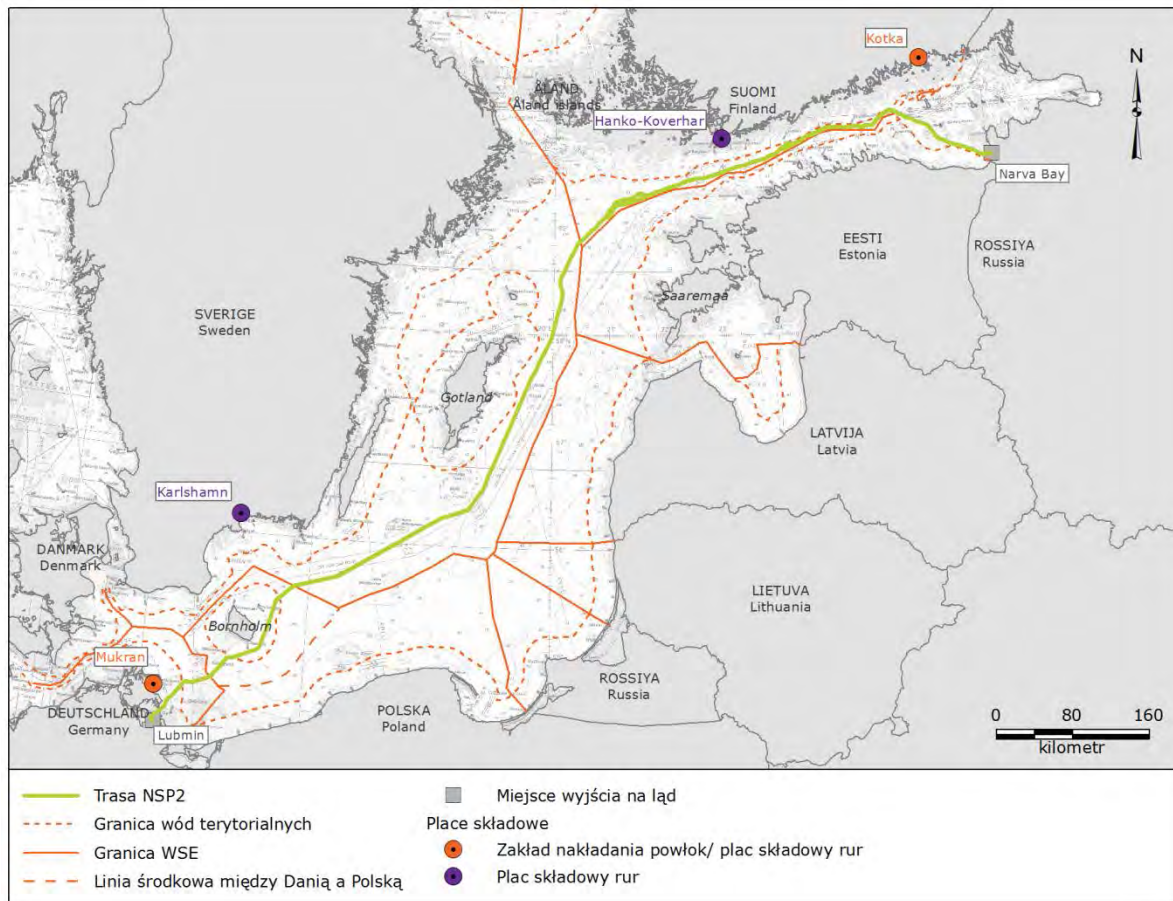 Kotka
N
ÅLAND
Åland islands
SUOMI
Finland
Hanko-Koverhar
Narva Bay
EESTI
Estonia
ROSSIYA
Russia
SVERIGE
Sweden
Saaremaa
Gotland
LATVIJA
Latvia
Karlshamn
DANMARK
Denmark
LIETUVA
Lithuania
Bornholm
Mukran
ROSSIYA
Russia
POLSKA
Poland
DEUTSCHLAND
Germany
Lubmin
0 80 160
kilometr
Trasa NSP2
Granica wód terytorialnych
Granica WSE
Linia środkowa między Danią a Polską
Miejsce wyjścia na ląd
Place składowe
Zakład nakładania powłok/ plac składowy rur
Plac składowy rur